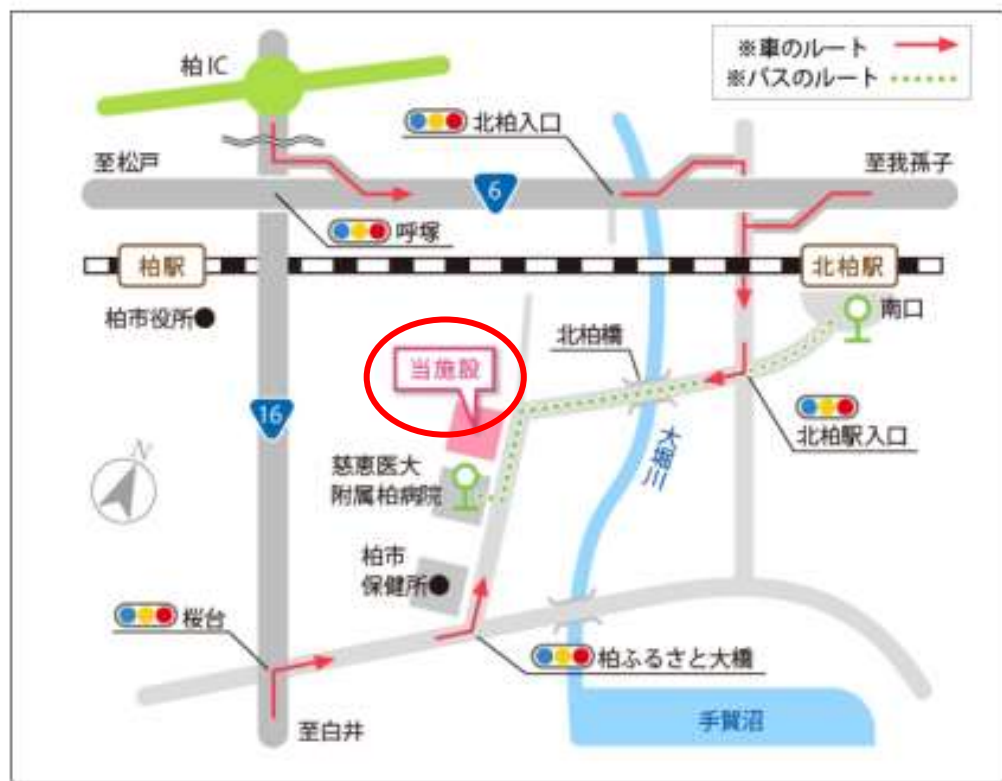 ※車のルート
※バスのルート
柏IC
北柏入口
至松戸
至我孫子
6
呼塚
柏駅
北柏駅
柏市役所●
南口
北柏橋
当施設
16
北柏駅入口
大堀川
N
慈恵医大
附属柏病院
柏市
保健所●
桜台
柏ふるさと大橋
手賀沼
至白井